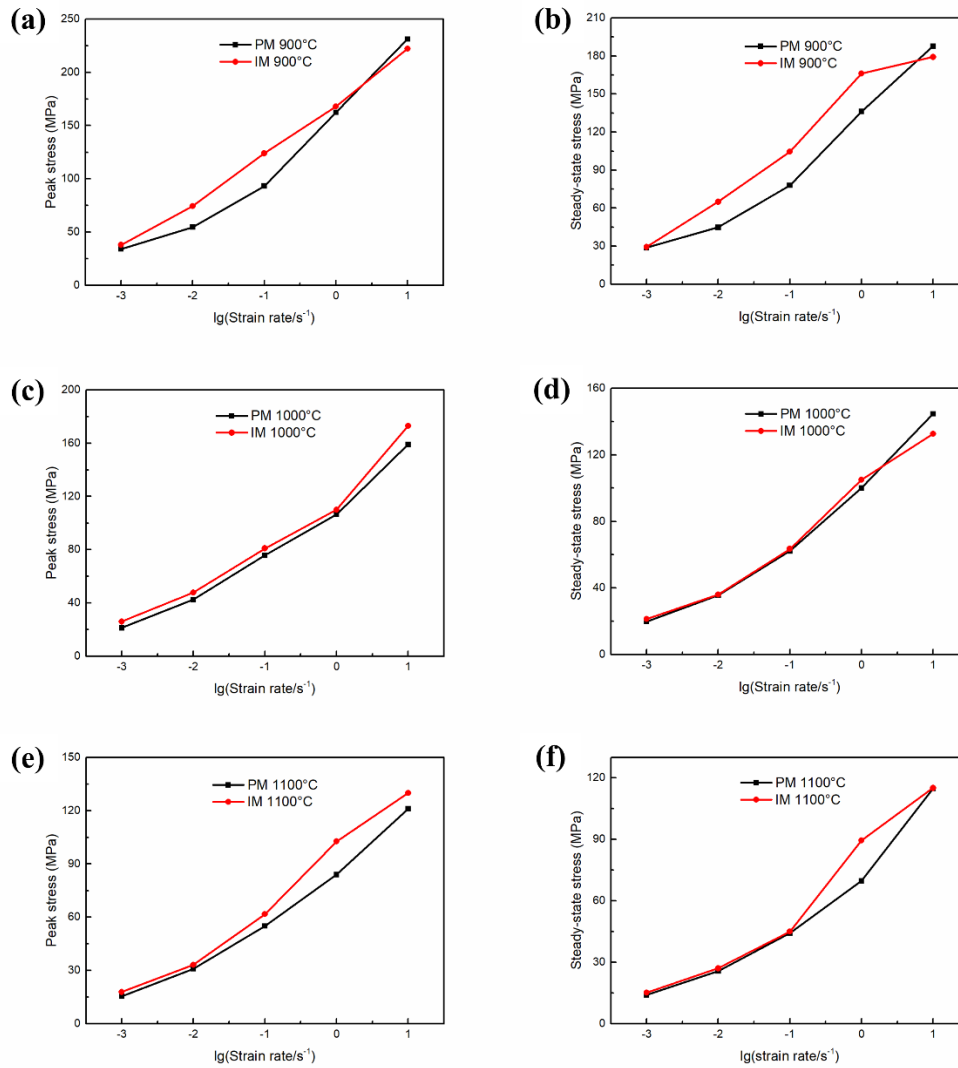 (a)
250
200
150
100
50
0
Peak stress (MPa)
PM 900°C
IM 900°C
-3 -2 -1 0 1
lg(Strain rate/s⁻¹)
(b)
210
180
150
120
90
60
30
0
Steady-state stress (MPa)
PM 900°C
IM 900°C
-3 -2 -1 0 1
lg(Strain rate/s⁻¹)
(c)
200
160
120
80
40
0
Peak stress (MPa)
PM 1000°C
IM 1000°C
-3 -2 -1 0 1
lg(Strain rate/s⁻¹)
(d)
160
120
80
40
0
Steady-state stress (MPa)
PM 1000°C
IM 1000°C
-3 -2 -1 0 1
lg(Strain rate/s⁻¹)
(e)
150
120
90
60
30
0
Peak stress (MPa)
PM 1100°C
IM 1100°C
-3 -2 -1 0 1
lg(Strain rate/s⁻¹)
(f)
120
90
60
30
0
Steady-state stress (MPa)
PM 1100°C
IM 1100°C
-3 -2 -1 0 1
lg(strain rate/s⁻¹)